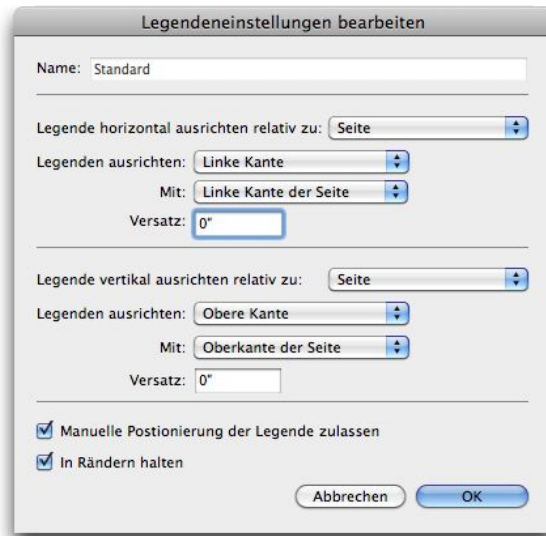 Legendeneinstellungen bearbeiten
Name: Standard
Legende horizontal ausrichten relativ zu: Seite
Legenden ausrichten: Linke Kante
Mit: Linke Kante der Seite
Versatz: 0"
Legende vertikal ausrichten relativ zu: Seite
Legenden ausrichten: Obere Kante
Mit: Oberkante der Seite
Versatz: 0"
Manuelle Postionierung der Legende zulassen
In Rändern halten
Abbrechen OK